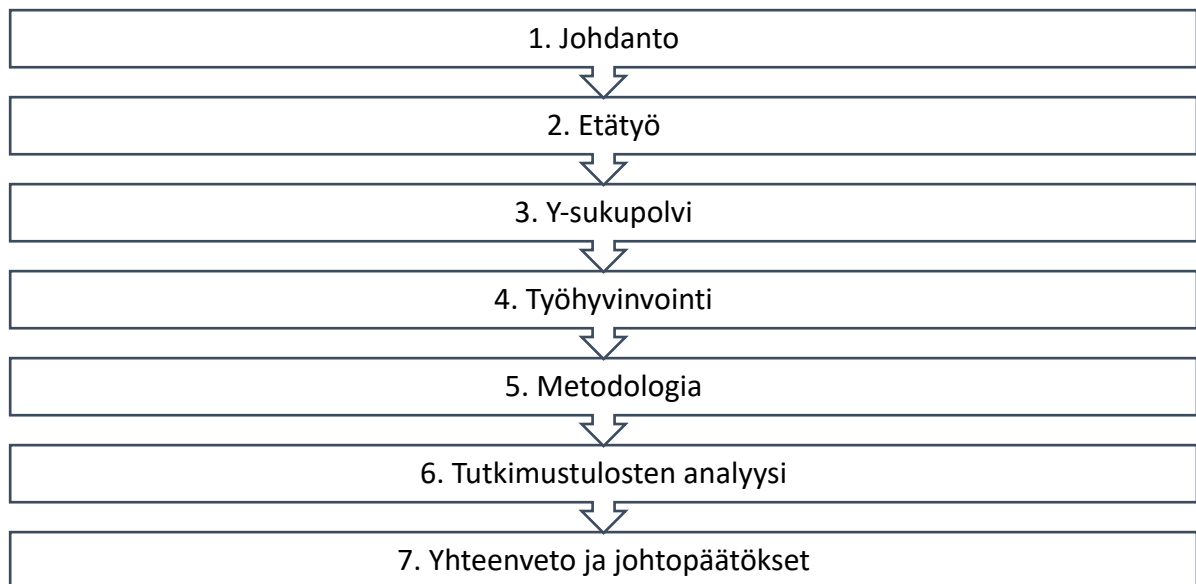 1. Johdanto
2. Etätyö
3. Y-sukupolvi
4. Työhyvinvointi
5. Metodologia
6. Tutkimustulosten analyysi
7. Yhteenveto ja johtopäätökset